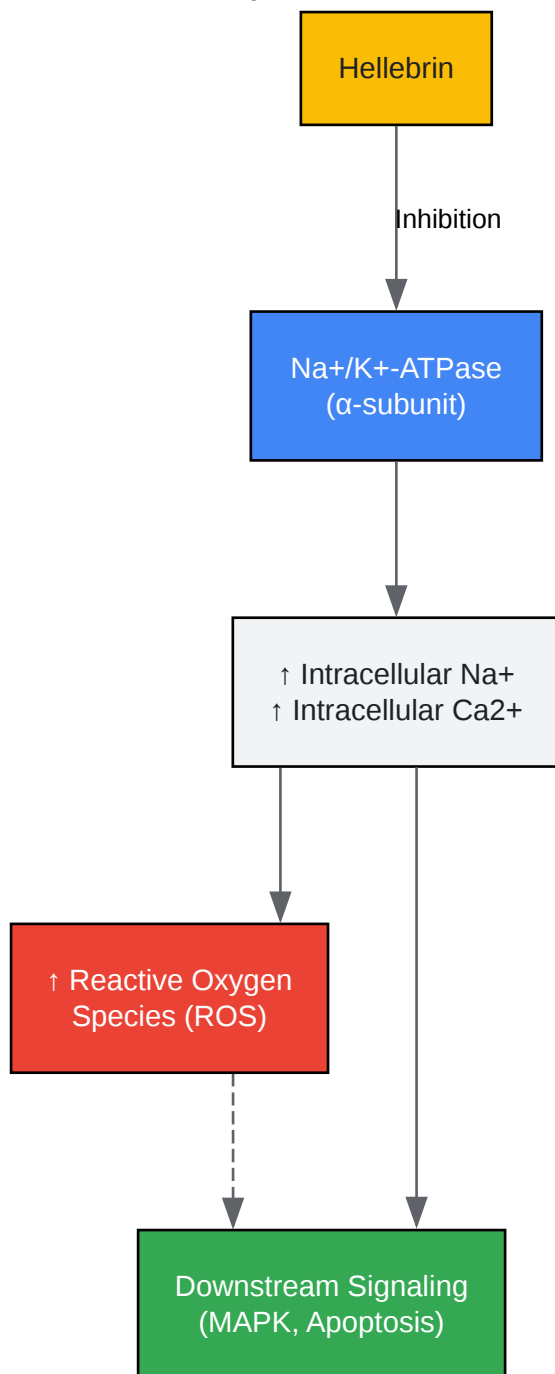 Hellebrin
Inhibition
Na+/K+-ATPase
(α-subunit)
↑ Intracellular Na+
↑ Intracellular Ca2+
↑ Reactive Oxygen
Species (ROS)
Downstream Signaling
(MAPK, Apoptosis)